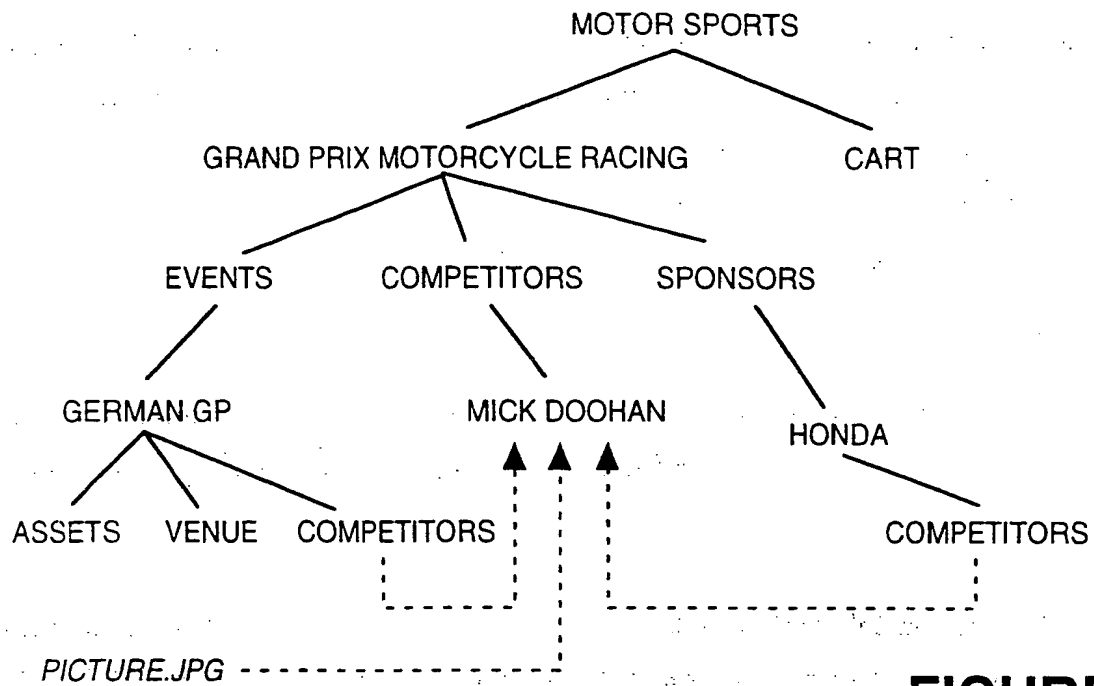 MOTOR SPORTS
GRAND PRIX MOTORCYCLE RACING CART
EVENTS COMPETITORS SPONSORS
GERMAN GP MICK DOOHAN
HONDA
ASSETS VENUE COMPETITORS COMPETITORS
PICTURE.JPG